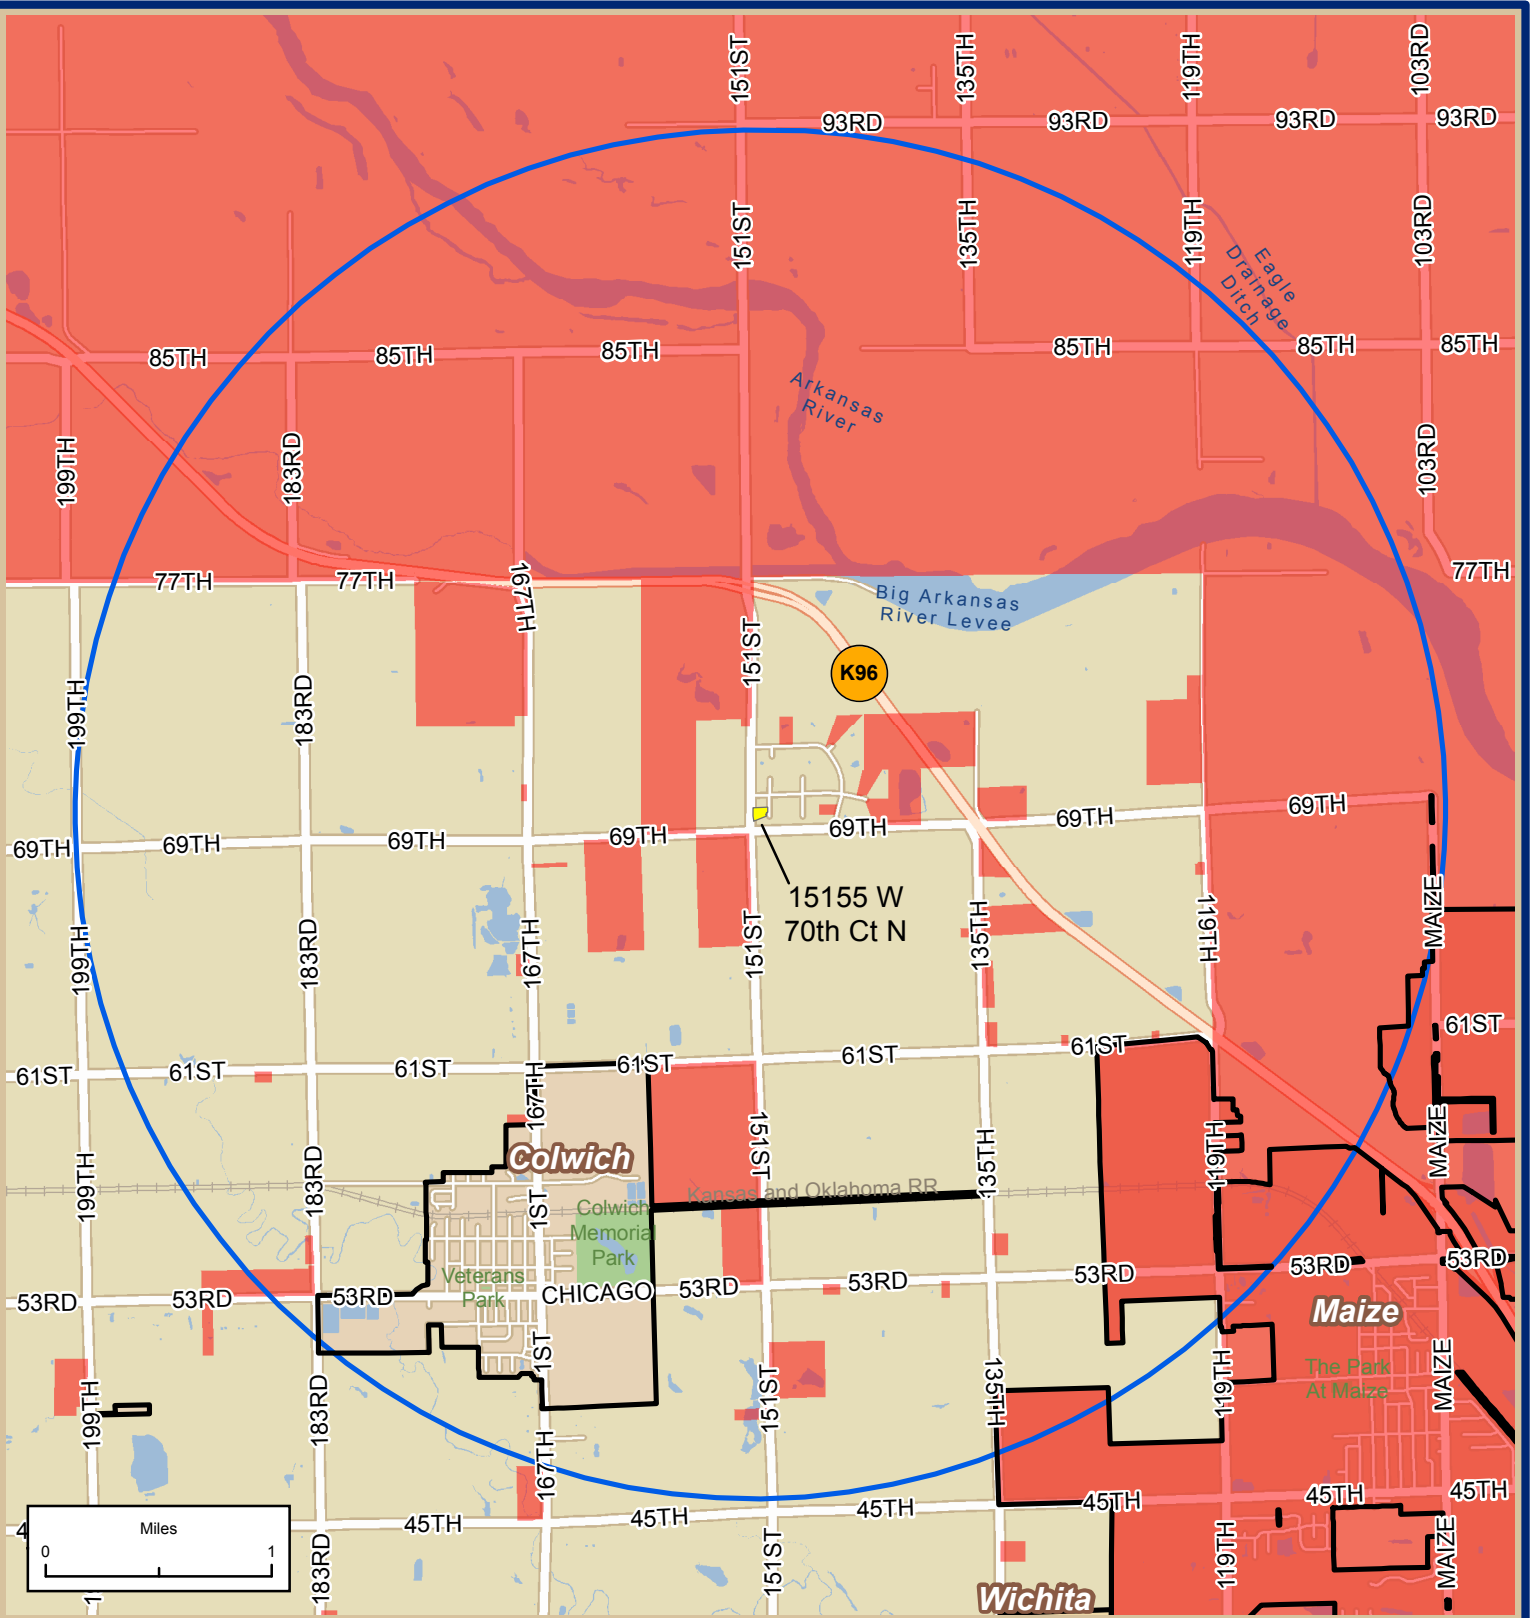 151ST
135TH
119TH
103RD
93RD
93RD
93RD
93RD
151ST
135TH
119TH
103RD
Eagle
Drainage
Ditch
85TH
85TH
85TH
85TH
85TH
85TH
Arkansas
River
199TH
183RD
103RD
77TH
77TH
167TH
77TH
Big Arkansas
River Levee
151ST
K96
199TH
183RD
69TH
69TH
69TH
69TH
69TH
69TH
69TH
15155 W
70th Ct N
199TH
183RD
167TH
151ST
135TH
119TH
MAIZE
61ST
61ST
61ST
61ST
61ST
61ST
61ST
167TH
151ST
135TH
119TH
MAIZE
Colwich
199TH
183RD
1ST
Kansas and Oklahoma RR
Colwich
Memorial
Park
Veterans
Park
53RD
53RD
53RD
CHICAGO
53RD
53RD
53RD
53RD
53RD
Maize
The Park
At Maize
199TH
183RD
1ST
151ST
135TH
119TH
MAIZE
167TH
45TH
45TH
45TH
45TH
45TH
45TH
183RD
151ST
119TH
MAIZE
Wichita
Miles
0
1